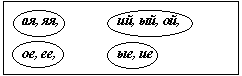 ая, яя, ий, ый, ой,
ое, ее, ые, ие